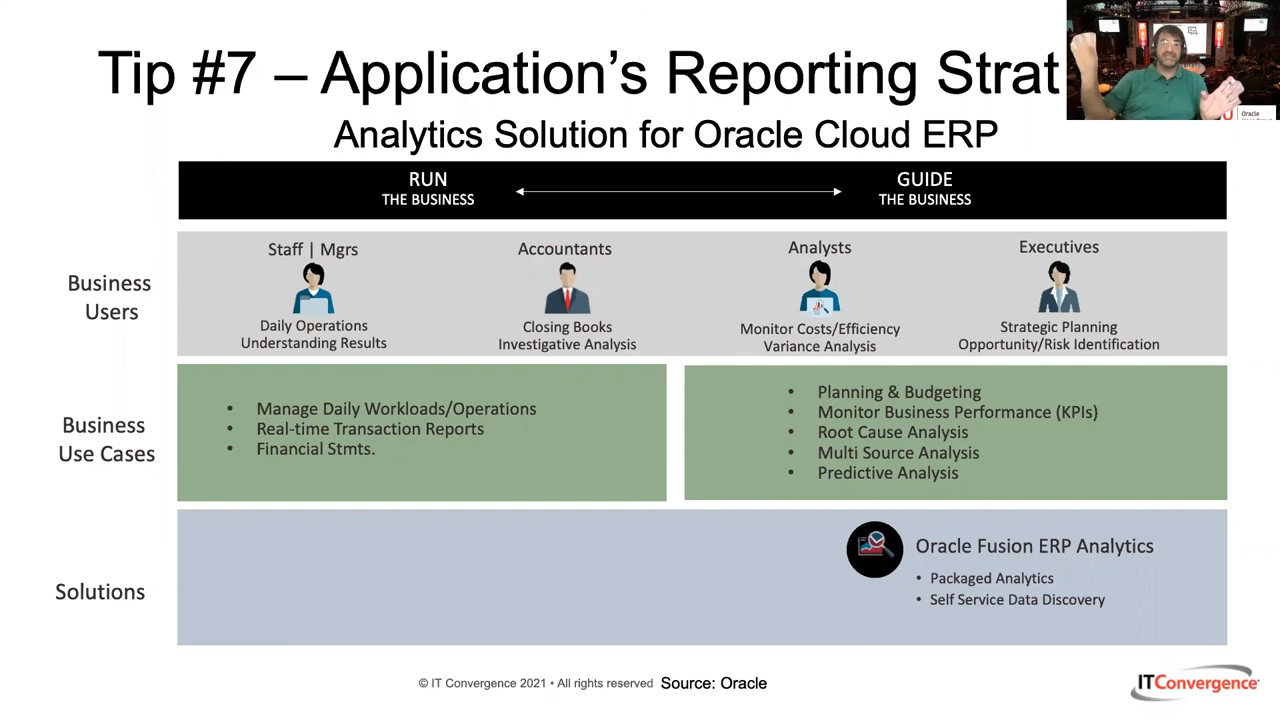 Tip #7 – Application’s Reporting Strat
Analytics Solution for Oracle Cloud ERP
RUN
THE BUSINESS
GUIDE
THE BUSINESS
Business
Users
Staff | Mgrs
Daily Operations
Understanding Results
Accountants
Closing Books
Investigative Analysis
Analysts
Monitor Costs/Efficiency
Variance Analysis
Executives
Strategic Planning
Opportunity/Risk Identification
Business
Use Cases
• Manage Daily Workloads/Operations
• Real-time Transaction Reports
• Financial Stmts.
• Planning & Budgeting
• Monitor Business Performance (KPIs)
• Root Cause Analysis
• Multi Source Analysis
• Predictive Analysis
Solutions
Oracle Fusion ERP Analytics
• Packaged Analytics
• Self Service Data Discovery
© IT Convergence 2021 • All rights reserved Source: Oracle
ITConvergence
Oracle